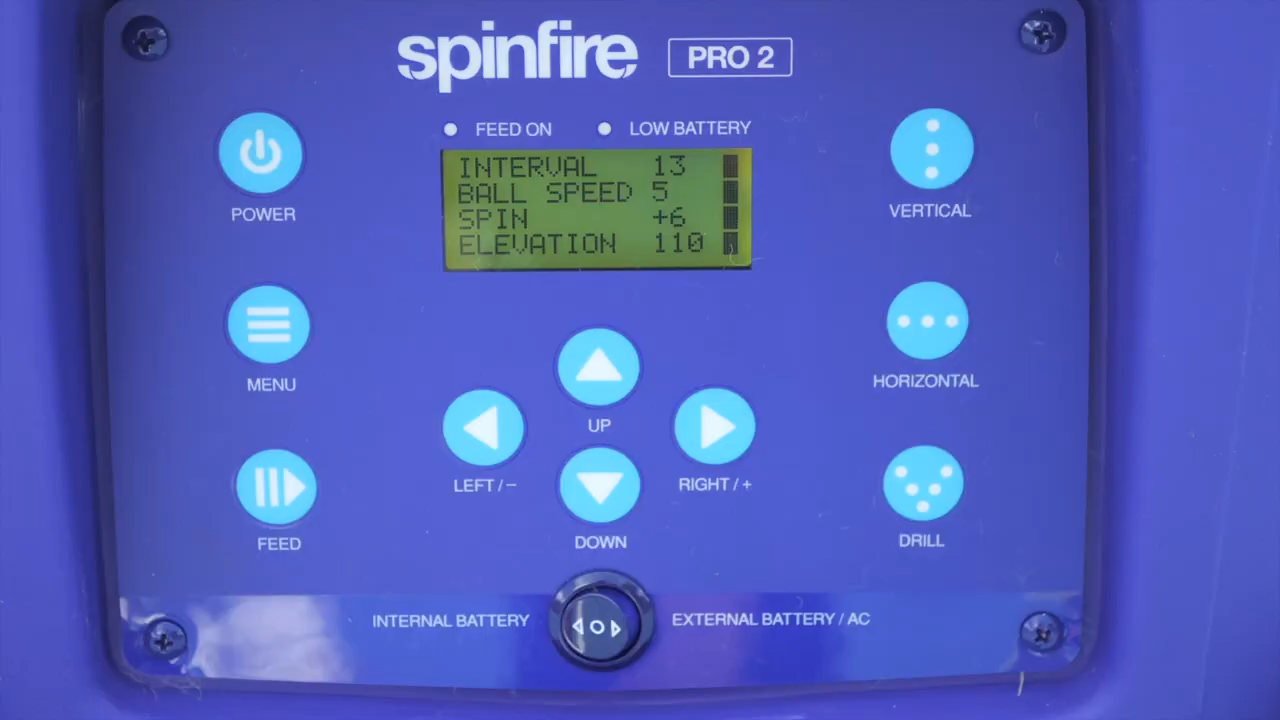 spinfire PRO 2
FEED ON LOW BATTERY
INTERVAL 13
BALL SPEED 5
SPIN +6
ELEVATION 110
POWER
VERTICAL
MENU
HORIZONTAL
UP
LEFT / −
RIGHT / +
FEED
DOWN
DRILL
INTERNAL BATTERY
EXTERNAL BATTERY / AC